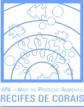 APA - ÁREA DE PROTEÇÃO AMBIENTAL
RECIFES DE CORAIS